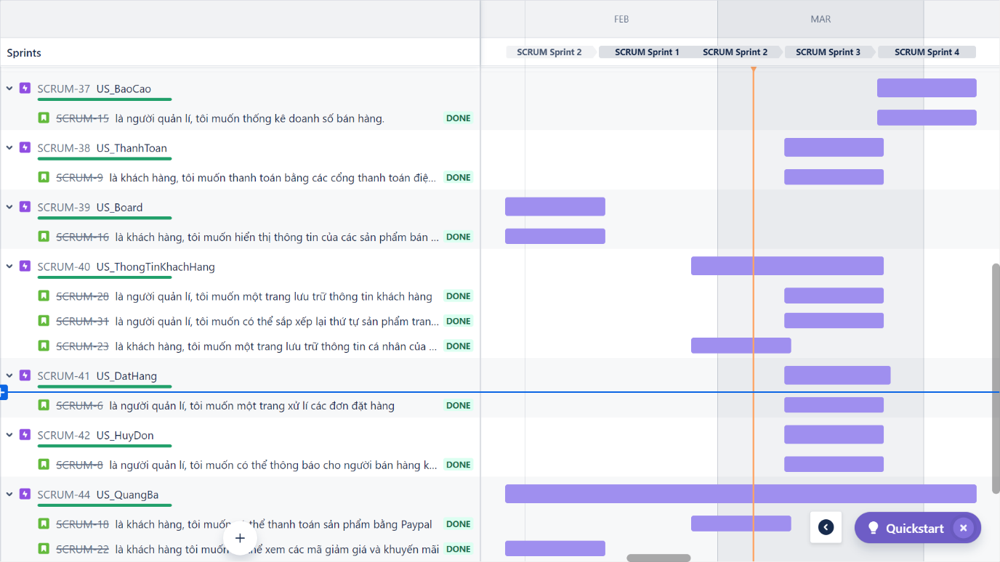 FEB MAR
Sprints SCRUM Sprint 2 SCRUM Sprint 1 SCRUM Sprint 2 SCRUM Sprint 3 SCRUM Sprint 4
SCRUM-37 US_BaoCao
SCRUM-15 là người quản lí, tôi muốn thống kê doanh số bán hàng. DONE
SCRUM-38 US_ThanhToan
SCRUM-9 là khách hàng, tôi muốn thanh toán bằng các cổng thanh toán điệ... DONE
SCRUM-39 US_Board
SCRUM-16 là khách hàng, tôi muốn hiển thị thông tin của các sản phẩm bán ... DONE
SCRUM-40 US_ThongTinKhachHang
SCRUM-28 là người quản lí, tôi muốn một trang lưu trữ thông tin khách hàng DONE
SCRUM-31 là người quản lí, tôi muốn có thể sắp xếp lại thứ tự sản phẩm tran... DONE
SCRUM-23 là khách hàng, tôi muốn một trang lưu trữ thông tin cá nhân của ... DONE
SCRUM-41 US_DatHang
SCRUM-6 là người quản lí, tôi muốn một trang xử lí các đơn đặt hàng DONE
SCRUM-42 US_HuyDon
SCRUM-8 là người quản lí, tôi muốn có thể thông báo cho người bán hàng k... DONE
SCRUM-44 US_QuangBa
SCRUM-18 là khách hàng, tôi muốn thể thanh toán sản phẩm bằng Paypal DONE
Quickstart
SCRUM-22 là khách hàng tôi muốn xem các mã giảm giá và khuyến mãi DONE